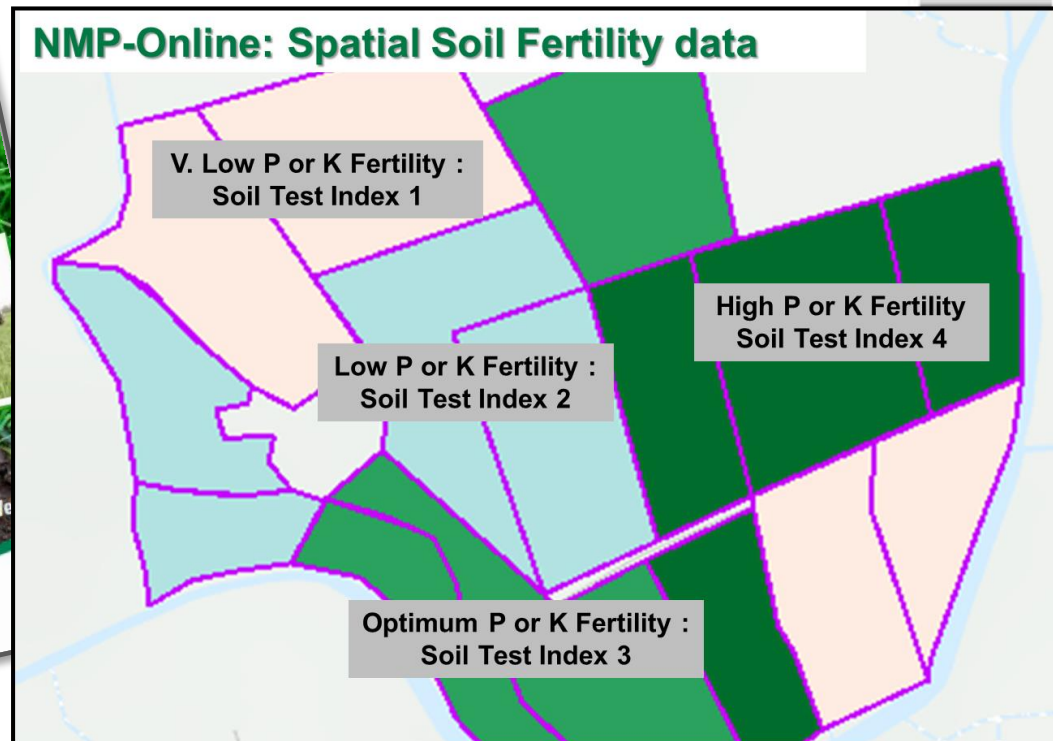 NMP-Online: Spatial Soil Fertility data
V. Low P or K Fertility :
Soil Test Index 1
High P or K Fertility
Soil Test Index 4
Low P or K Fertility :
Soil Test Index 2
Optimum P or K Fertility :
Soil Test Index 3